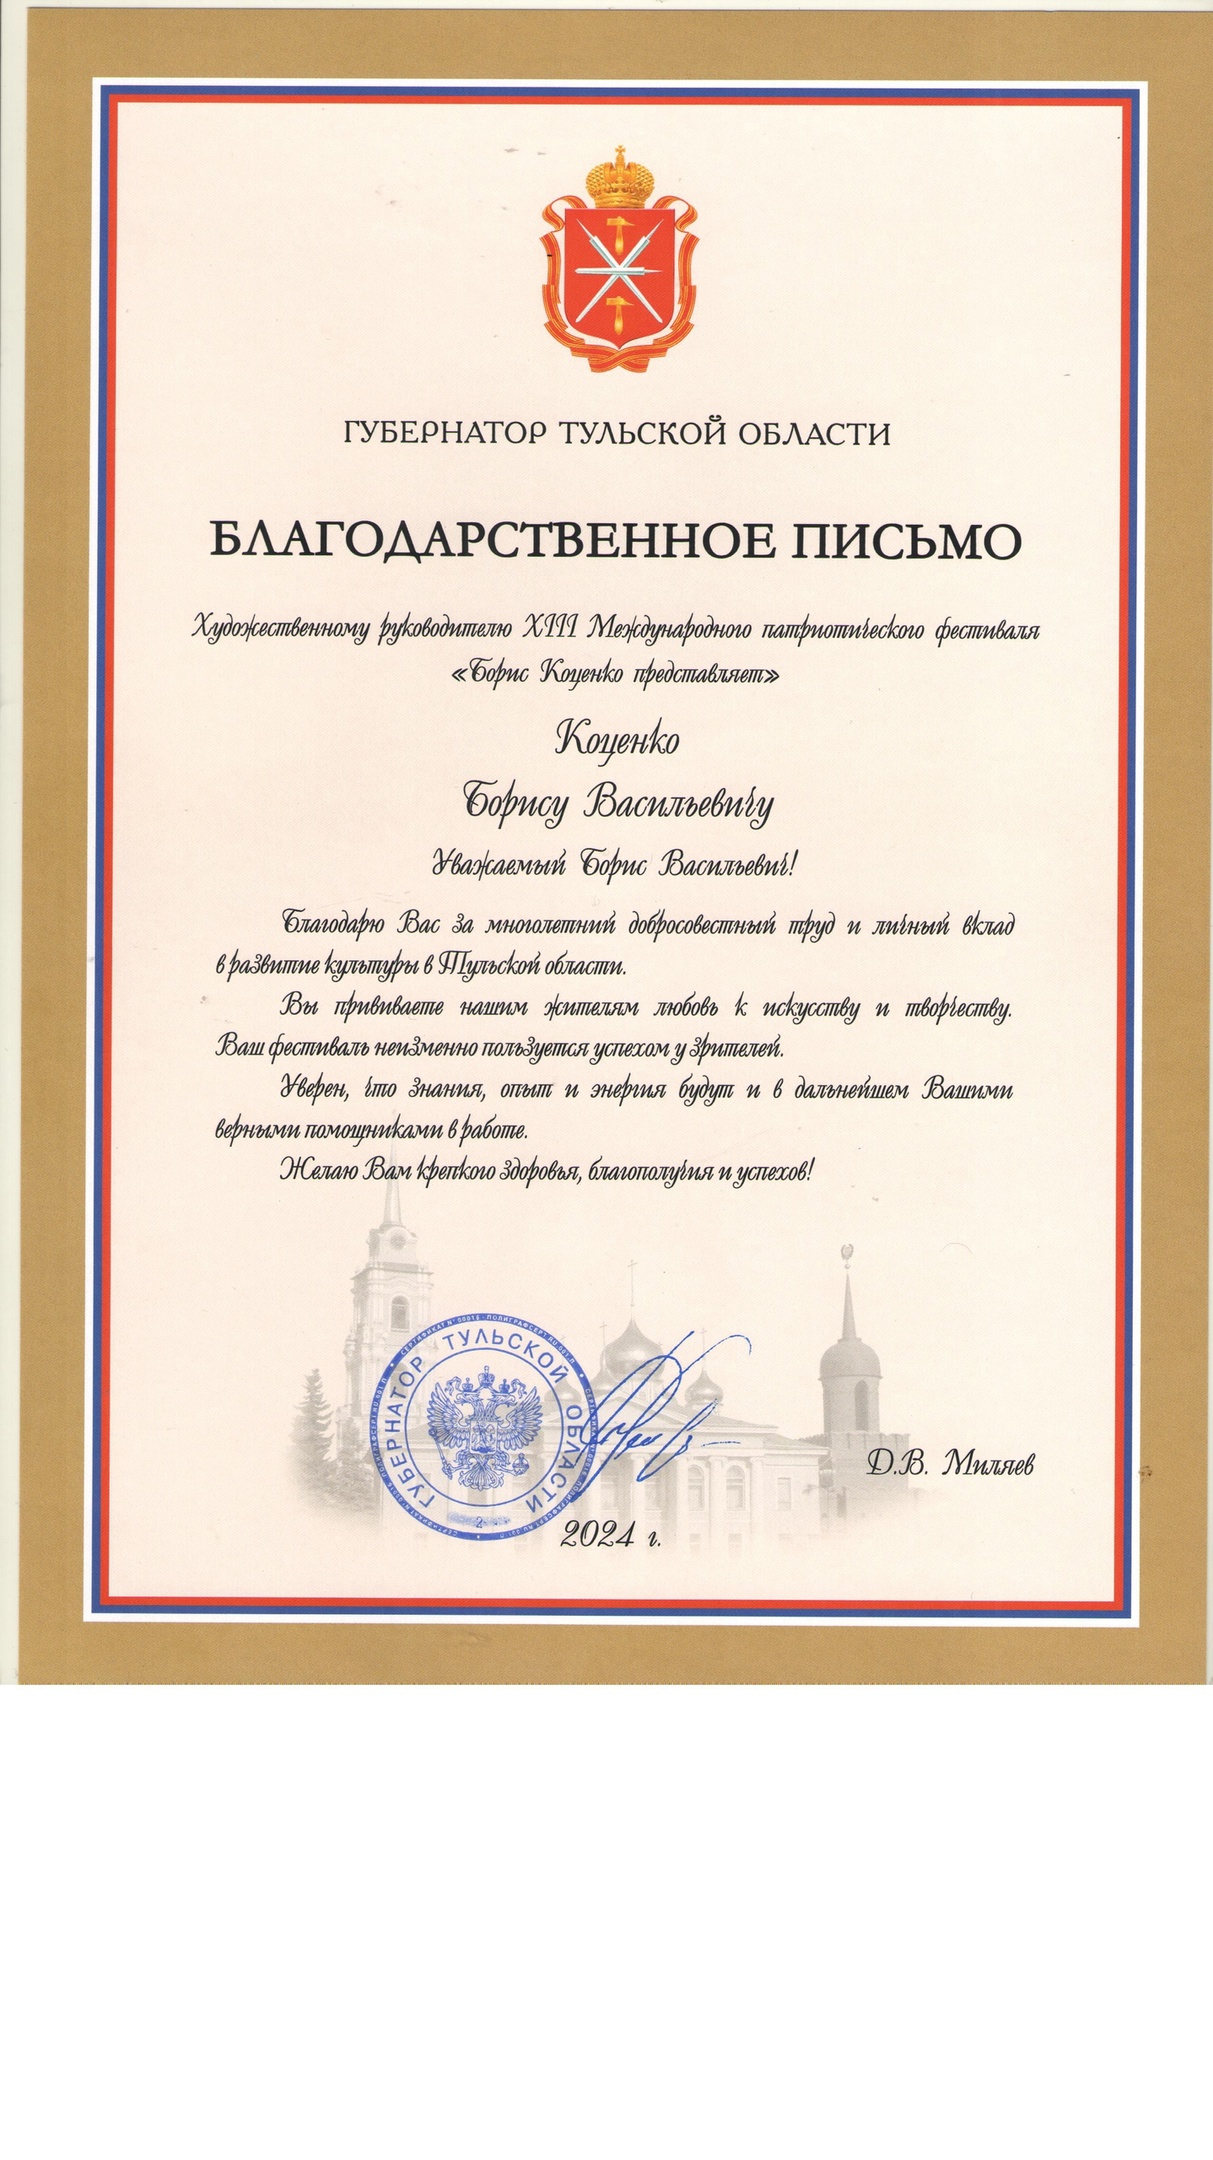 ГУБЕРНАТОР ТУЛЬСКОЙ ОБЛАСТИ
БЛАГОДАРСТВЕННОЕ ПИСЬМО
Художественному руководителю XIII Международного патриотического фестиваля
«Борис Коценко представляет»
Коценко
Борису Васильевичу
Уважаемый Борис Васильевич!
Благодарю Вас за многолетний добросовестный труд и личный вклад
в развитие культуры в Тульской области.
Вы прививаете нашим жителям любовь к искусству и творчеству.
Ваш фестиваль неизменно пользуется успехом у зрителей.
Уверен, что знания, опыт и энергия будут и в дальнейшем Вашими
верными помощниками в работе.
Желаю Вам крепкого здоровья, благополучия и успехов!
ГУБЕРНАТОР ТУЛЬСКОЙ ОБЛАСТИ
2
Д.В. Миляев
2024 г.